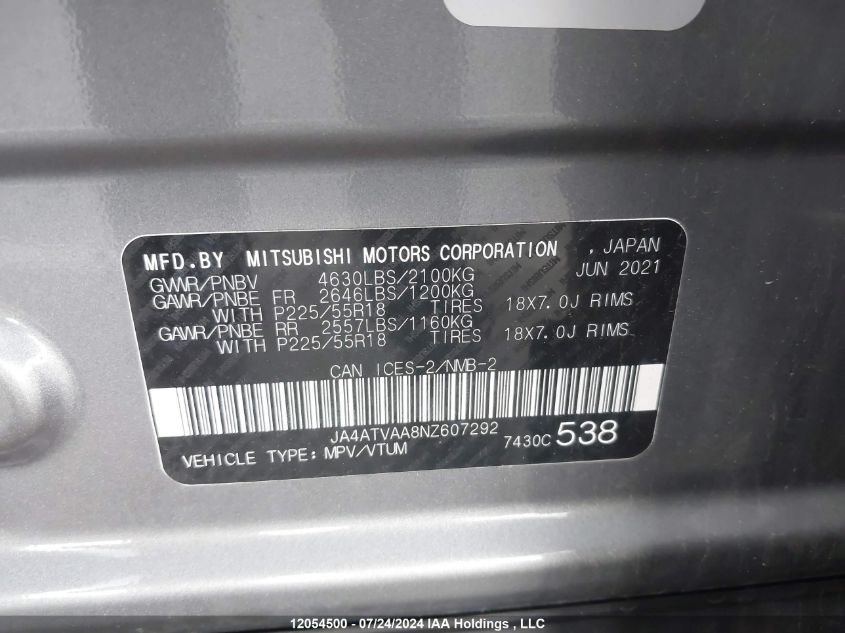 MFD.BY MITSUBISHI MOTORS CORPORATION , JAPAN
GVWR/PNBV 4630LBS/2100KG JUN 2021
GAWR/PNBE FR 2646LBS/1200KG
WITH P225/55R18 TIRES 18X7.0J RIMS
GAWR/PNBE RR 2557LBS/1160KG
WITH P225/55R18 TIRES 18X7.0J RIMS
CAN ICES-2/NMB-2
JA4ATVAA8NZ607292
7430C 538
VEHICLE TYPE: MPV/VTUM
12054500 - 07/24/2024 IAA Holdings , LLC